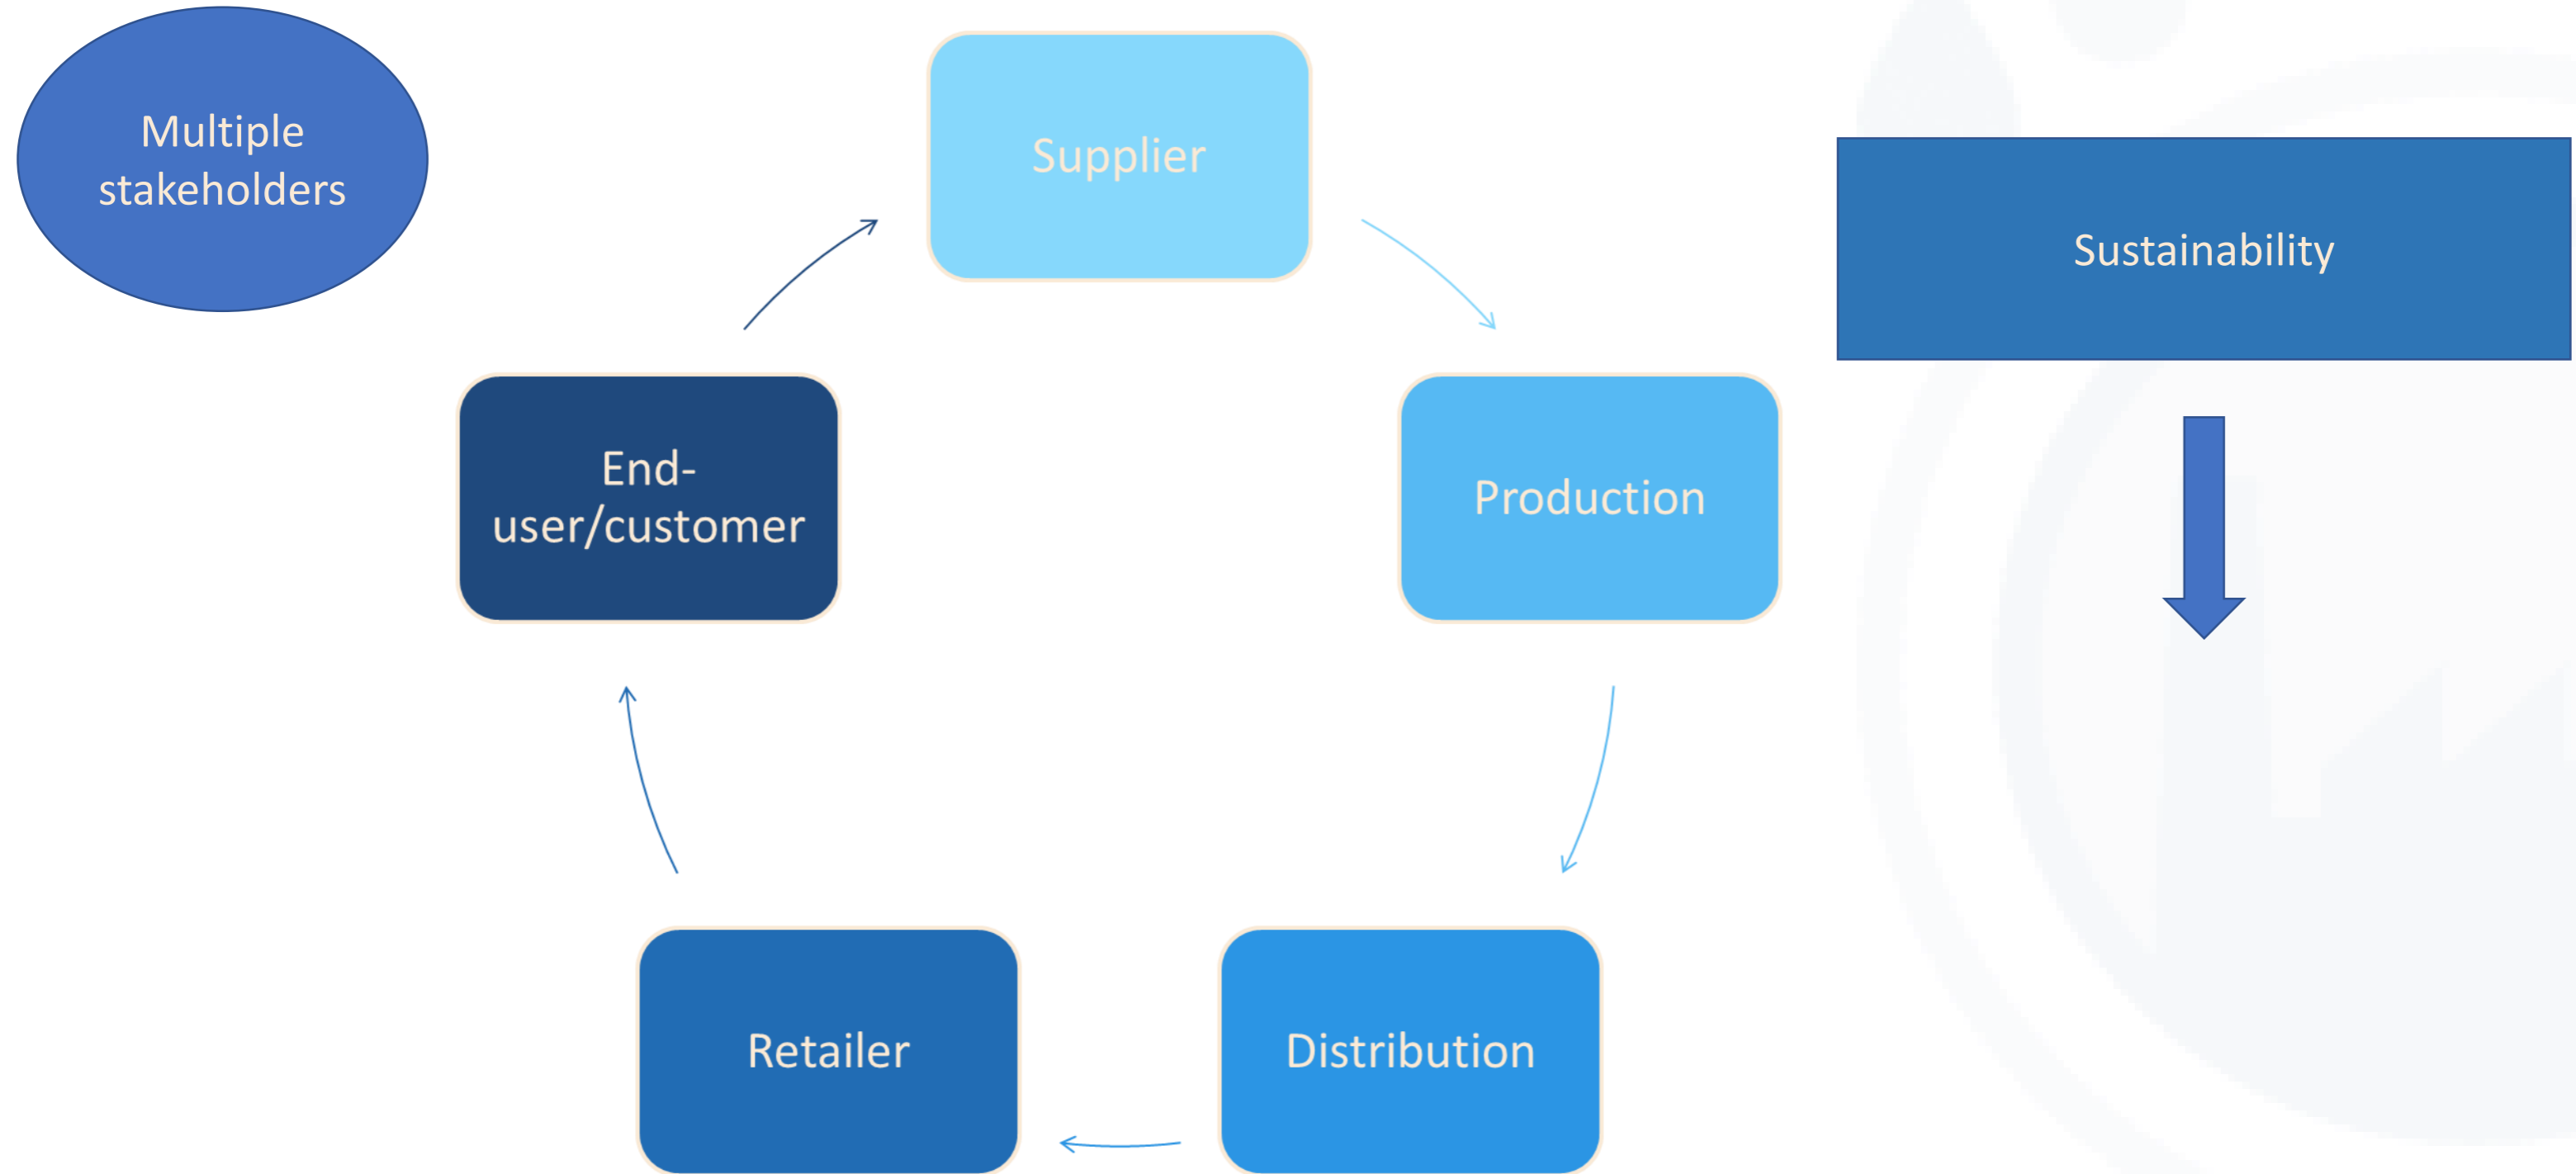 Multiple
stakeholders
Supplier
Sustainability
End-
user/customer
Production
Retailer
Distribution